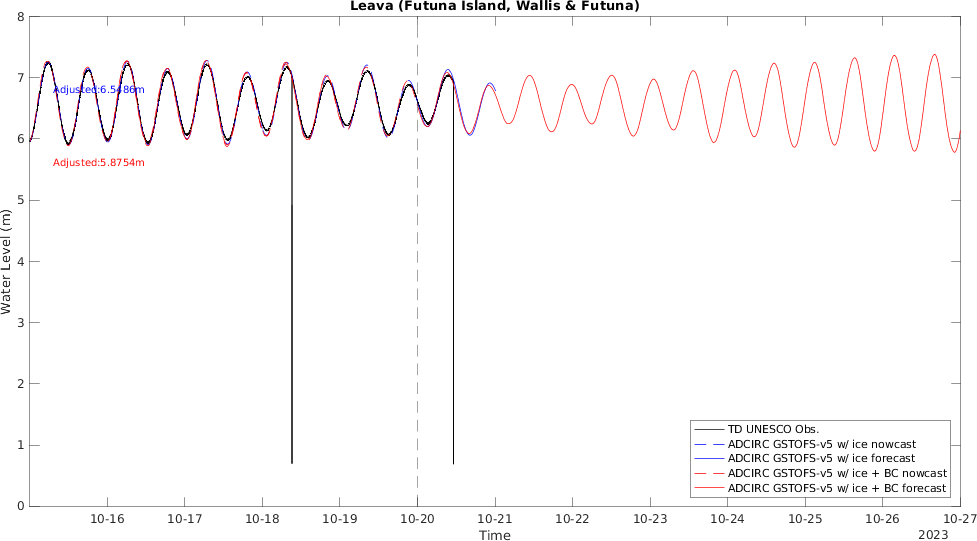 Leava (Futuna Island, Wallis & Futuna)
8
7
6
5
4
3
2
1
0
Water Level (m)
Adjusted:6.5486m
Adjusted:5.8754m
TD UNESCO Obs.
ADCIRC GSTOFS-v5 w/ ice nowcast
ADCIRC GSTOFS-v5 w/ ice forecast
ADCIRC GSTOFS-v5 w/ ice + BC nowcast
ADCIRC GSTOFS-v5 w/ ice + BC forecast
10-16 10-17 10-18 10-19 10-20 10-21 10-22 10-23 10-24 10-25 10-26 10-27
Time
2023